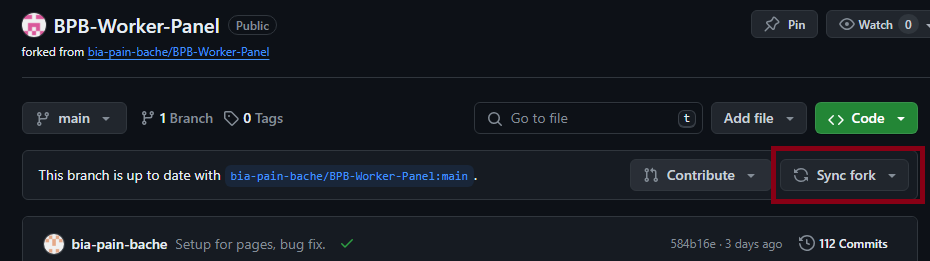 BPB-Worker-Panel Public Pin Watch 0
forked from bia-pain-bache/BPB-Worker-Panel
main 1 Branch 0 Tags Go to file t Add file Code
This branch is up to date with bia-pain-bache/BPB-Worker-Panel:main . Contribute Sync fork
bia-pain-bache Setup for pages, bug fix. 584b16e · 3 days ago 112 Commits